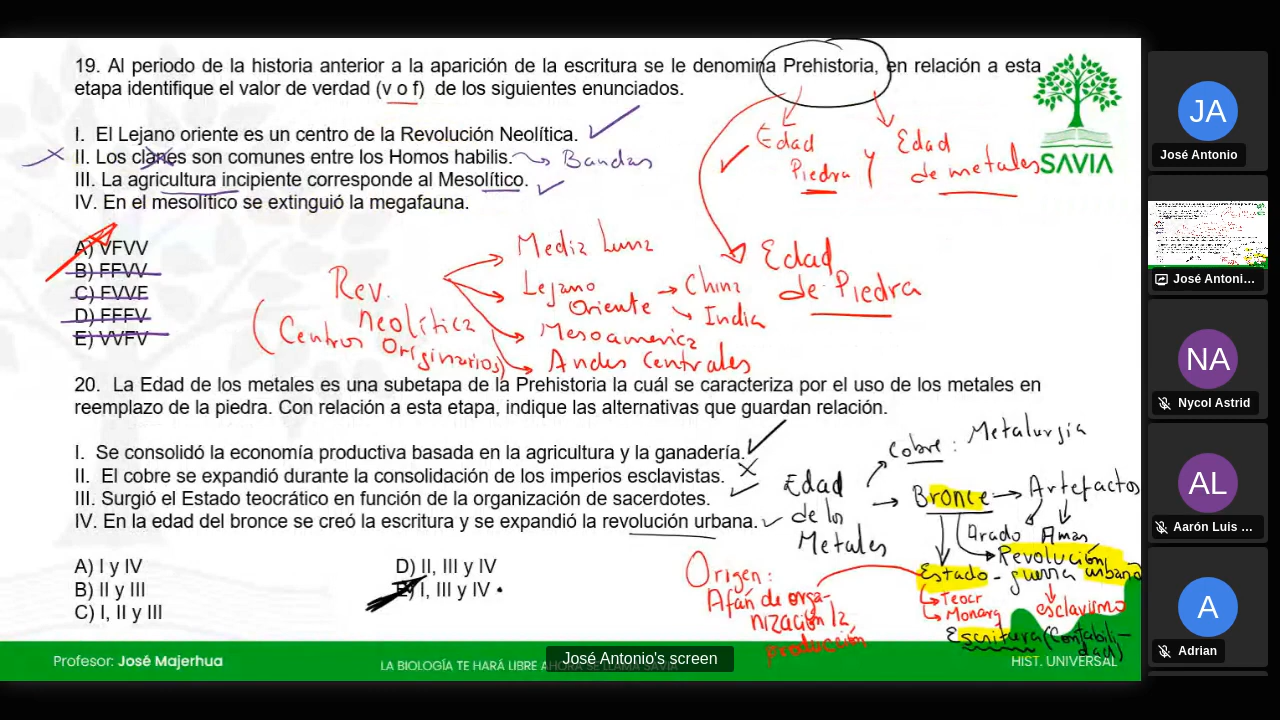 19. Al periodo de la historia anterior a la aparición de la escritura se le denomina Prehistoria, en relación a esta
etapa identifique el valor de verdad (v o f) de los siguientes enunciados.
I. El Lejano oriente es un centro de la Revolución Neolítica.
II. Los clanes son comunes entre los Homos habilis.
Bandas
III. La agricultura incipiente corresponde al Mesolítico.
IV. En el mesolítico se extinguió la megafauna.
Edad
Piedra
y
Edad
de metales
SAVIA
A) VFVV
B) FFVV
C) FVVF
D) FFFV
E) VVFV
Rev.
Neolítica
(Centros Originarios)
Media Luna
Lejano
Oriente
China
India
Mesoamerica
Andes Centrales
Edad
de Piedra
20. La Edad de los metales es una subetapa de la Prehistoria la cuál se caracteriza por el uso de los metales en
reemplazo de la piedra. Con relación a esta etapa, indique las alternativas que guardan relación.
I. Se consolidó la economía productiva basada en la agricultura y la ganadería.
II. El cobre se expandió durante la consolidación de los imperios esclavistas.
III. Surgió el Estado teocrático en función de la organización de sacerdotes.
IV. En la edad del bronce se creó la escritura y se expandió la revolución urbana.
A) I y IV
B) II y III
C) I, II y III
D) II, III y IV
E) I, III y IV
Edad
de los
Metales
Cobre: Metalurgia
Bronce
Artefactos
Arado
Armas
Revolución
urbana
Estado - guerra
Teocr
Monarq
esclavismo
Escritura (Contabili-
dad)
Origen:
Afán de orga-
nización la
producción
Profesor: José Majerhua
LA BIOLOGÍA TE HARÁ LIBRE AHORA SE LLAMA SAVIA
HIST. UNIVERSAL
José Antonio's screen
JA
José Antonio
José Antoni...
NA
Nycol Astrid
AL
Aarón Luis ...
A
Adrian